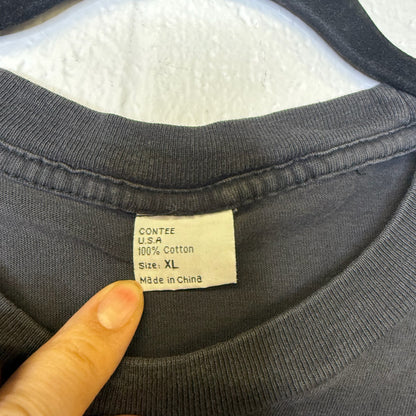 CONTEE
U.S.A
100% Cotton
Size: XL
Made in China